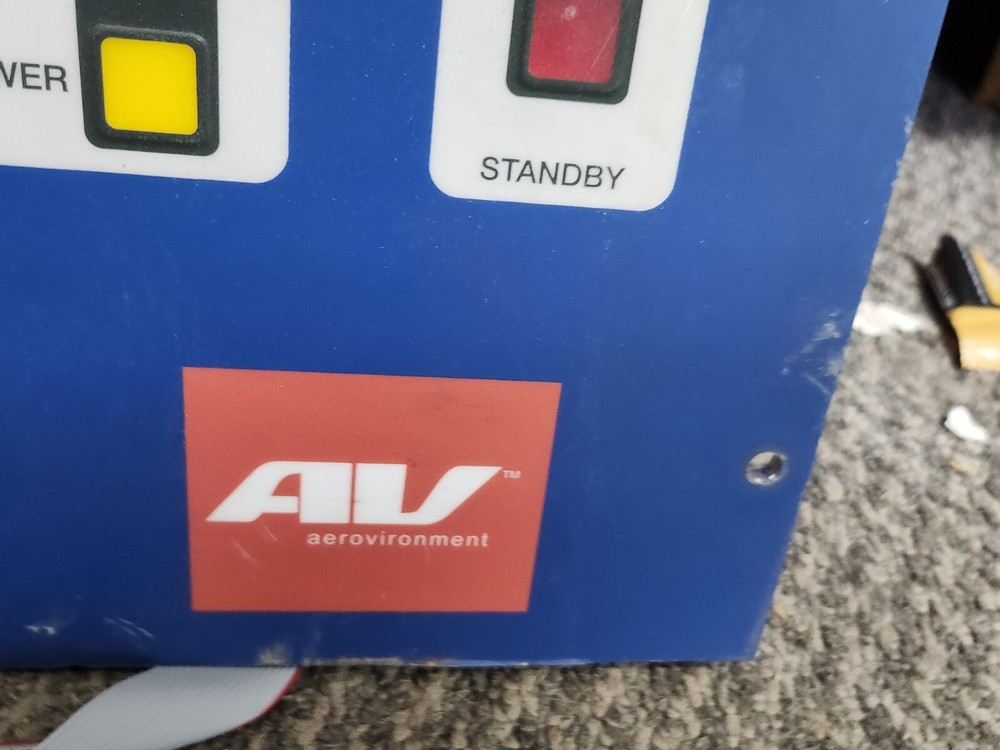 WER
STANDBY
AV™
aerovironment